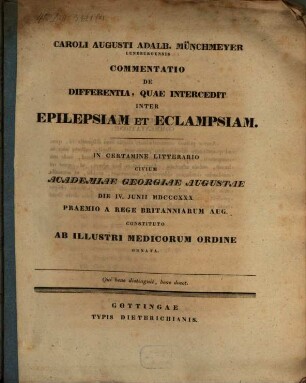 CAROLI AUGUSTI ADALB. MÜNCHMEYER
COMMENTATIO
DE
DIFFERENTIA, QUAE INTERCEDIT
INTER
EPILEPSIAM ET ECLAMPSIAM.
IN CERTAMINE LITTERARIO
CIVIUM
ACADEMIAE GEORGIAE AUGUSTAE
DIE IV. JUNII MDCCCXXX
PRAEMIO A REGE BRITANNIARUM AUG.
CONSTITUTO
AB ILLUSTRI MEDICORUM ORDINE
ORNATA.
Qui bene distinguit, bene docet.
GOTTINGAE
TYPIS DIETERICHIANIS.